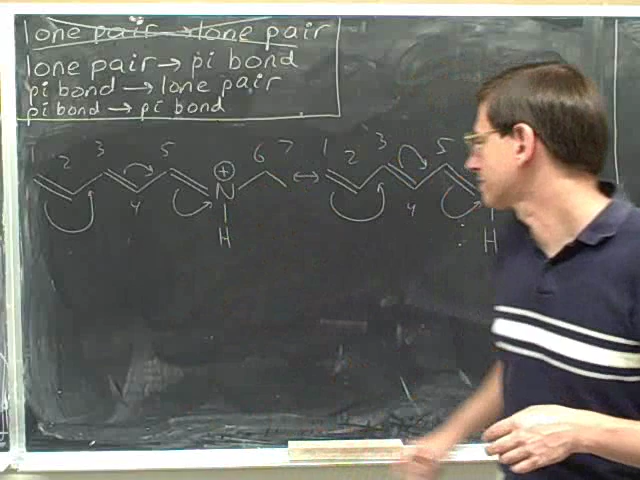 lone pair → lone pair
lone pair → pi bond
pi bond → lone pair
pi bond → pi bond
1 2 3 4 5 + N H 6 7 ↔ 1 2 3 4 5 H